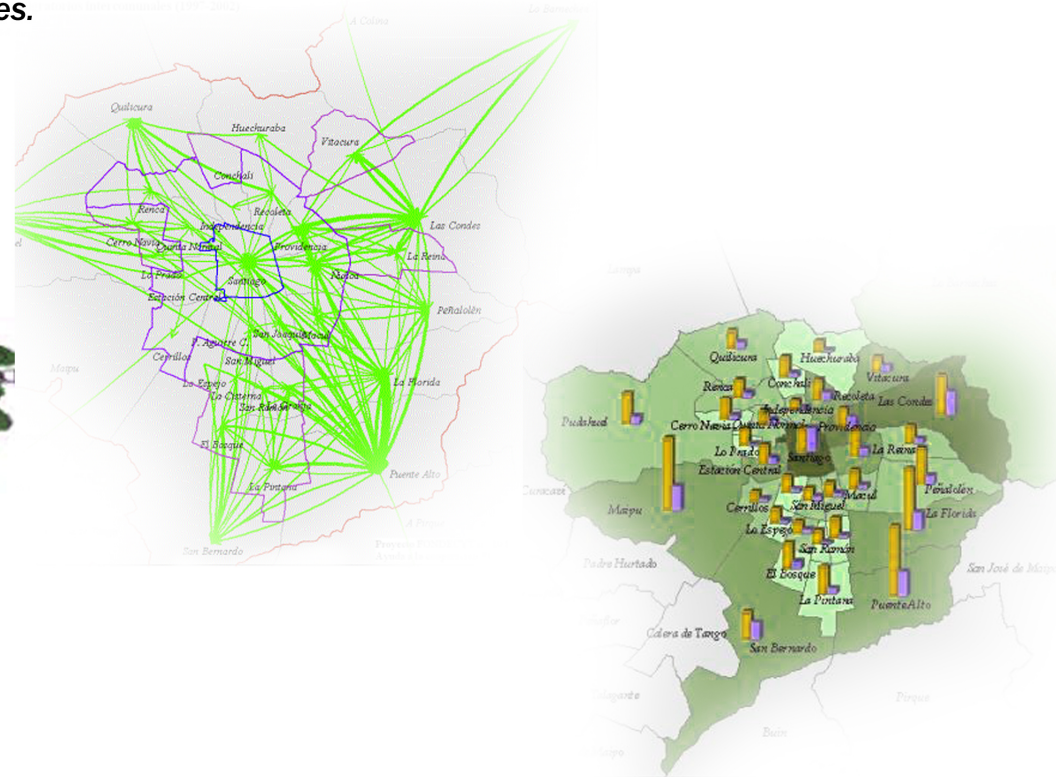 es.
A Colina
Quilicura
Huechuraba
Vitacura
Conchalí
Renca
Recoleta
Independencia
Las Condes
Cerro Navia
Quinta Normal
Providencia
La Reina
Lo Prado
Santiago
Ñuñoa
Estación Central
Peñalolén
San Joaquín
Macul
P. Aguirre C.
Cerrillos
San Miguel
Maipu
Lo Espejo
La Florida
La Cisterna
San Ramón
La Granja
El Bosque
Puente Alto
La Pintana
San Bernardo
Quilicura
Huechuraba
Vitacura
Renca
Conchalí
Recoleta
Las Condes
Pudahuel
Independencia
Cerro Navia
Quinta Normal
Providencia
Lo Prado
Santiago
La Reina
Estación Central
Peñalolén
Macul
Maipu
Cerrillos
San Miguel
La Florida
Lo Espejo
San Ramón
Padre Hurtado
El Bosque
San José de Maip
La Pintana
Puente Alto
Calera de Tango
San Bernardo
Pirque
Buin